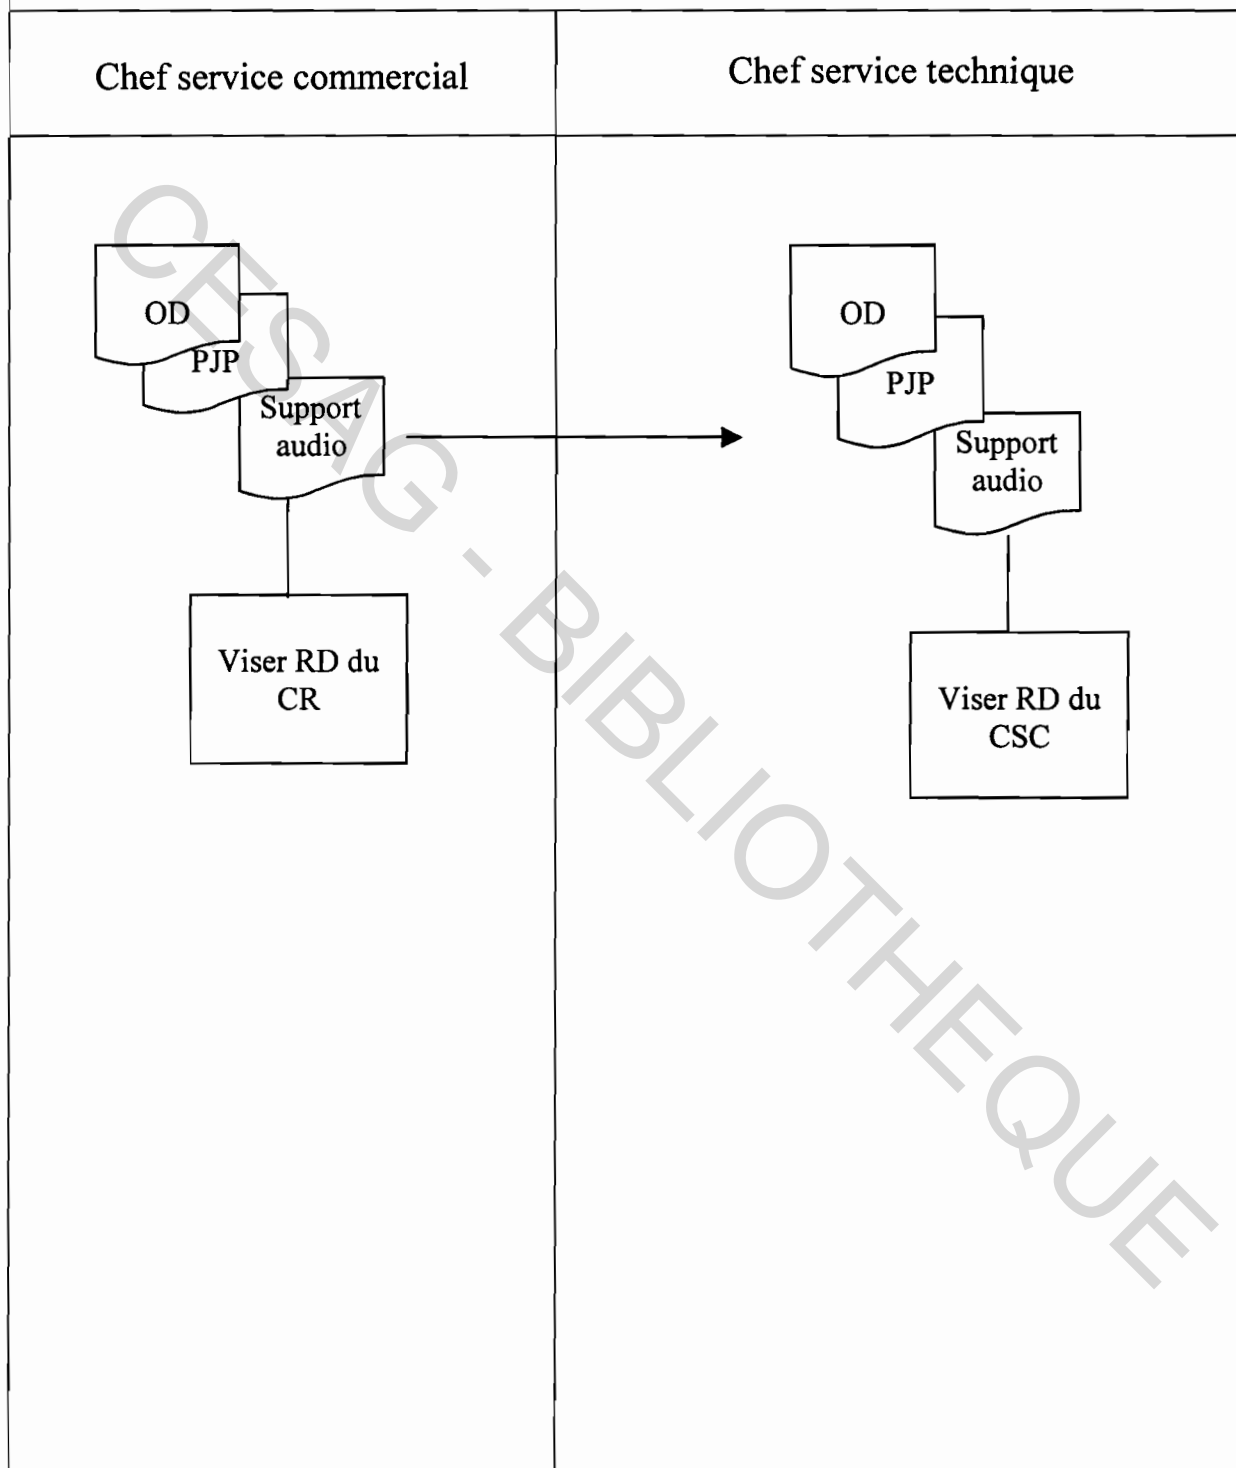 Chef service commercial
Chef service technique
OD
PJP
Support
audio
Viser RD du
CR
OD
PJP
Support
audio
Viser RD du
CSC
CESAG - BIBLIOTHEQUE